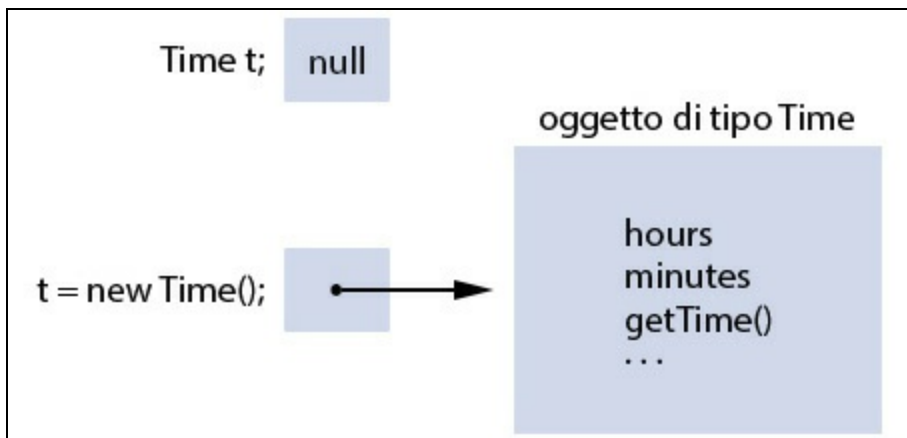 Time t;
null
oggetto di tipo Time
t = new Time();
hours
minutes
getTime()
. . .